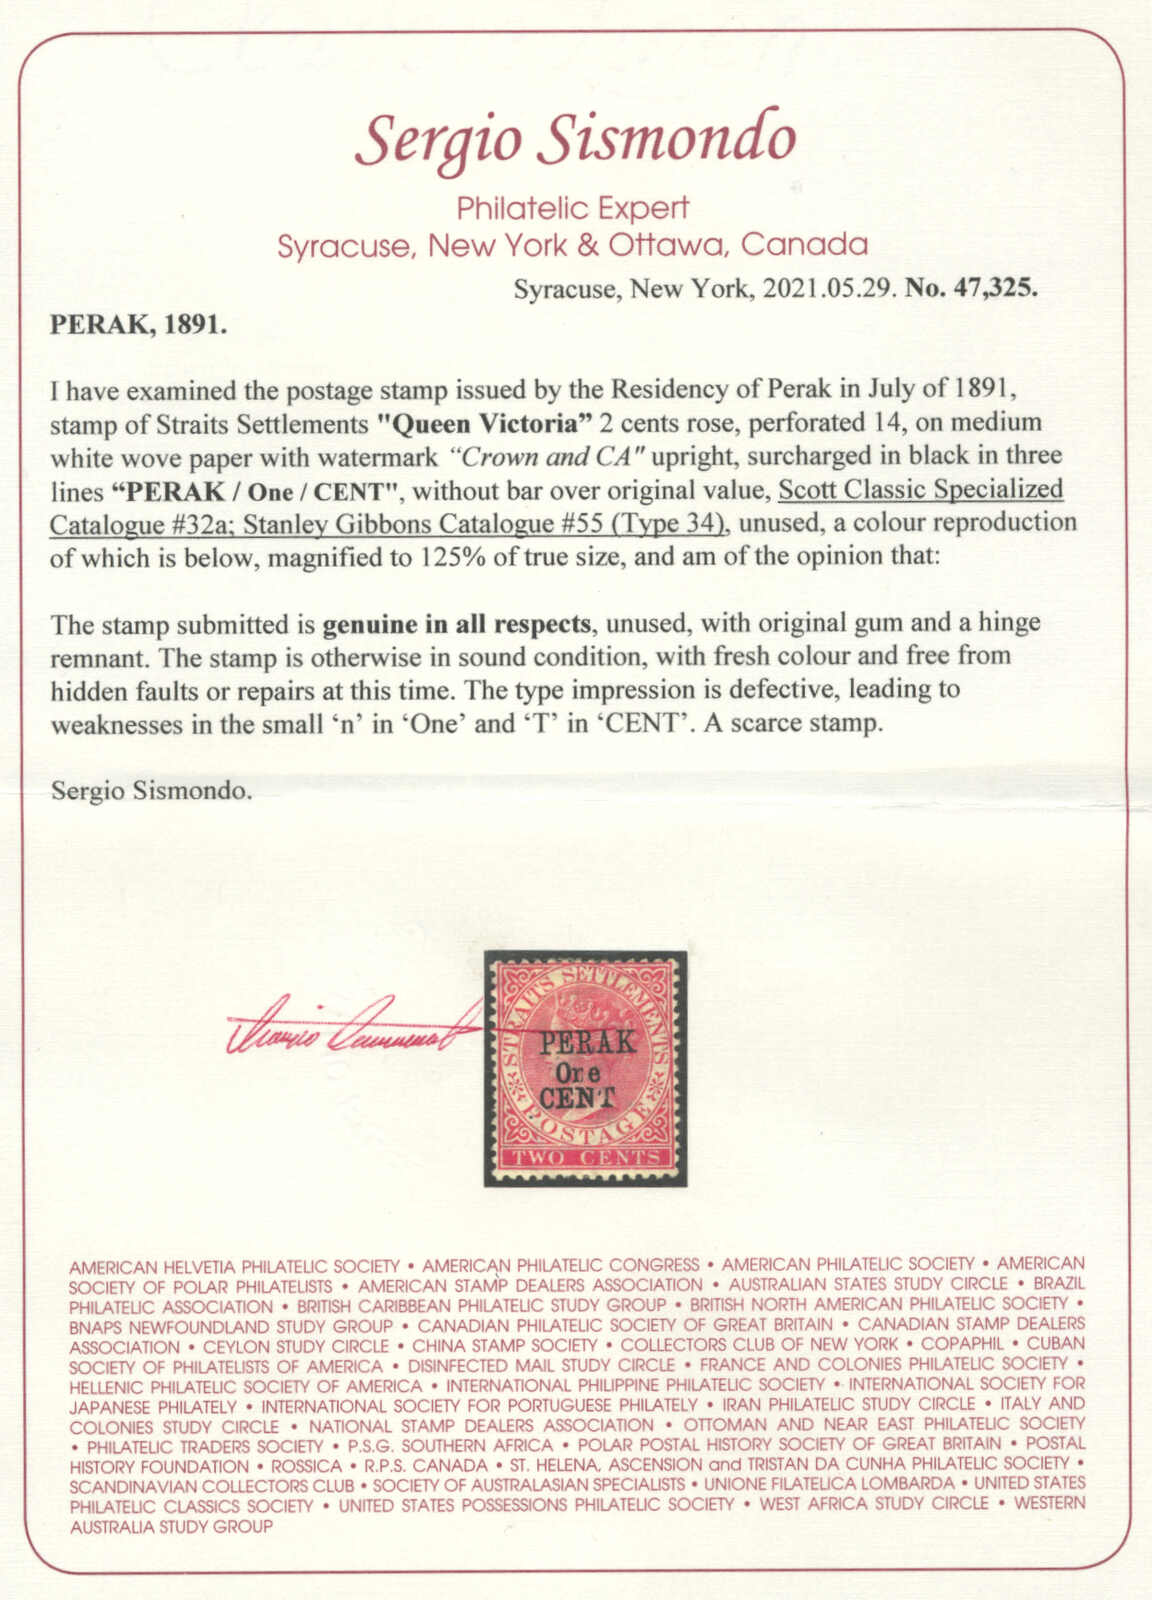 Sergio Sismondo
Philatelic Expert
Syracuse, New York & Ottawa, Canada
Syracuse, New York, 2021.05.29. No. 47,325.
PERAK, 1891.
I have examined the postage stamp issued by the Residency of Perak in July of 1891,
stamp of Straits Settlements "Queen Victoria” 2 cents rose, perforated 14, on medium
white wove paper with watermark “Crown and CA" upright, surcharged in black in three
lines “PERAK / One / CENT", without bar over original value, Scott Classic Specialized
Catalogue #32a; Stanley Gibbons Catalogue #55 (Type 34), unused, a colour reproduction
of which is below, magnified to 125% of true size, and am of the opinion that:
The stamp submitted is genuine in all respects, unused, with original gum and a hinge
remnant. The stamp is otherwise in sound condition, with fresh colour and free from
hidden faults or repairs at this time. The type impression is defective, leading to
weaknesses in the small ‘n’ in ‘One’ and ‘T’ in ‘CENT’. A scarce stamp.
Sergio Sismondo.
STRAITS SETTLEMENTS
PERAK
One
CENT
POSTAGE
TWO CENTS
AMERICAN HELVETIA PHILATELIC SOCIETY • AMERICAN PHILATELIC CONGRESS • AMERICAN PHILATELIC SOCIETY • AMERICAN
SOCIETY OF POLAR PHILATELISTS • AMERICAN STAMP DEALERS ASSOCIATION • AUSTRALIAN STATES STUDY CIRCLE • BRAZIL
PHILATELIC ASSOCIATION • BRITISH CARIBBEAN PHILATELIC STUDY GROUP • BRITISH NORTH AMERICAN PHILATELIC SOCIETY •
BNAPS NEWFOUNDLAND STUDY GROUP • CANADIAN PHILATELIC SOCIETY OF GREAT BRITAIN • CANADIAN STAMP DEALERS
ASSOCIATION • CEYLON STUDY CIRCLE • CHINA STAMP SOCIETY • COLLECTORS CLUB OF NEW YORK • COPAPHIL • CUBAN
SOCIETY OF PHILATELISTS OF AMERICA • DISINFECTED MAIL STUDY CIRCLE • FRANCE AND COLONIES PHILATELIC SOCIETY •
HELLENIC PHILATELIC SOCIETY OF AMERICA • INTERNATIONAL PHILIPPINE PHILATELIC SOCIETY • INTERNATIONAL SOCIETY FOR
JAPANESE PHILATELY • INTERNATIONAL SOCIETY FOR PORTUGUESE PHILATELY • IRAN PHILATELIC STUDY CIRCLE • ITALY AND
COLONIES STUDY CIRCLE • NATIONAL STAMP DEALERS ASSOCIATION • OTTOMAN AND NEAR EAST PHILATELIC SOCIETY
• PHILATELIC TRADERS SOCIETY • P.S.G. SOUTHERN AFRICA • POLAR POSTAL HISTORY SOCIETY OF GREAT BRITAIN • POSTAL
HISTORY FOUNDATION • ROSSICA • R.P.S. CANADA • ST. HELENA, ASCENSION and TRISTAN DA CUNHA PHILATELIC SOCIETY •
SCANDINAVIAN COLLECTORS CLUB • SOCIETY OF AUSTRALASIAN SPECIALISTS • UNIONE FILATELICA LOMBARDA • UNITED STATES
PHILATELIC CLASSICS SOCIETY • UNITED STATES POSSESSIONS PHILATELIC SOCIETY • WEST AFRICA STUDY CIRCLE • WESTERN
AUSTRALIA STUDY GROUP